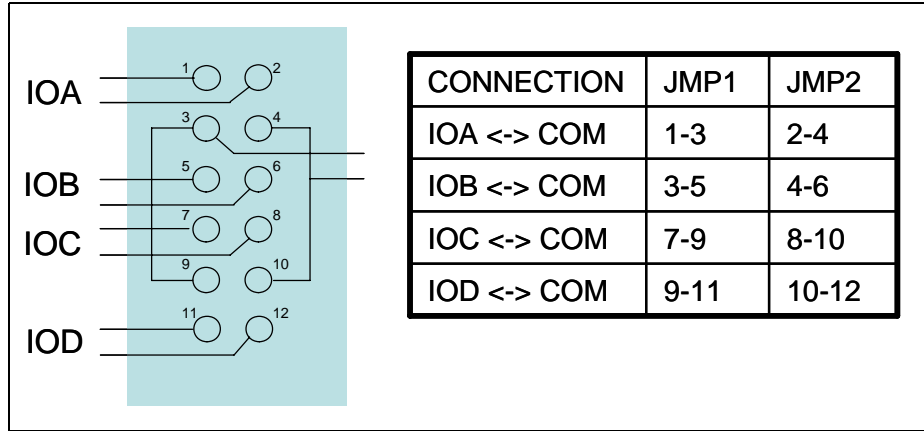 1 2
IOA
3 4
5 6
IOB
7 8
IOC
9 10
11 12
IOD
CONNECTION JMP1 JMP2
IOA <-> COM 1-3 2-4
IOB <-> COM 3-5 4-6
IOC <-> COM 7-9 8-10
IOD <-> COM 9-11 10-12